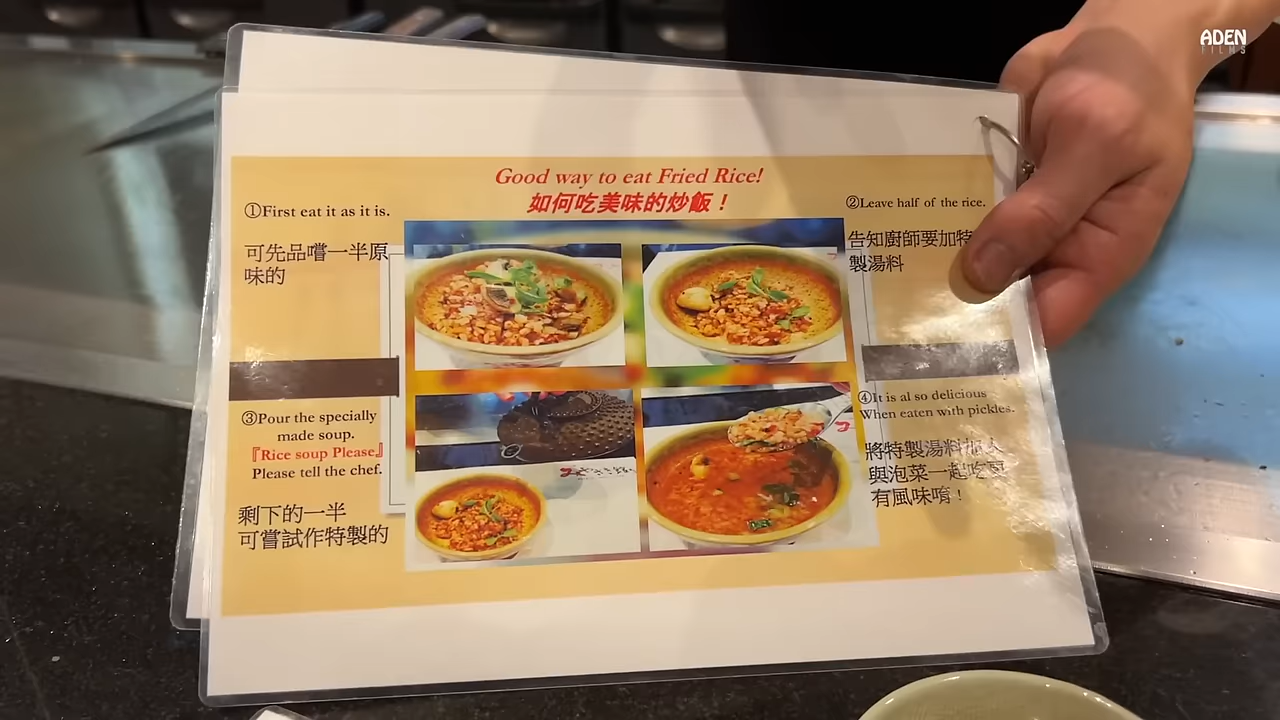 ADEN
FILMS
Good way to eat Fried Rice!
如何吃美味的炒飯！
①First eat it as it is.
可先品嚐一半原
味的
②Leave half of the rice.
告知廚師要加特
製湯料
③Pour the specially
made soup.
『Rice soup Please』
Please tell the chef.
剩下的一半
可嘗試作特製的
④It is al so delicious
When eaten with pickles.
將特製湯料加入
與泡菜一起吃更
有風味唷！